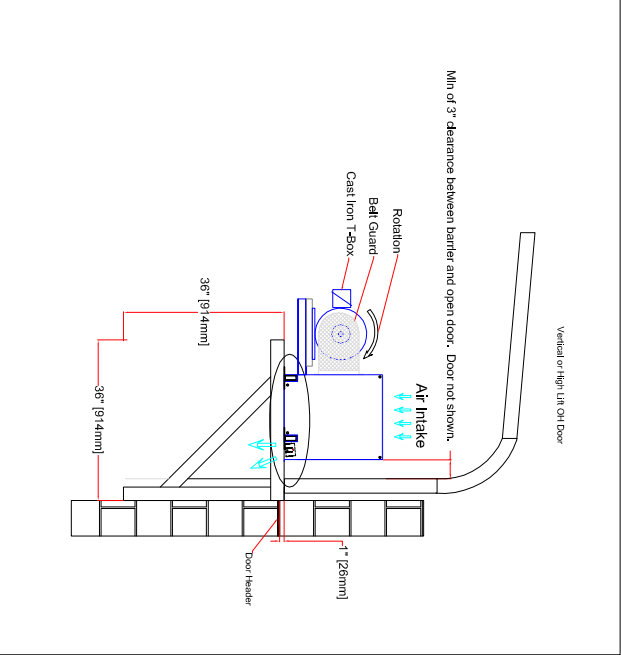 Vertical or High Lift OH Door
Min of 3" clearance between barrier and open door. Door not shown.
Air Intake
Rotation
Belt Guard
Cast Iron T-Box
36" [914mm]
36" [914mm]
1" [26mm]
Door Header